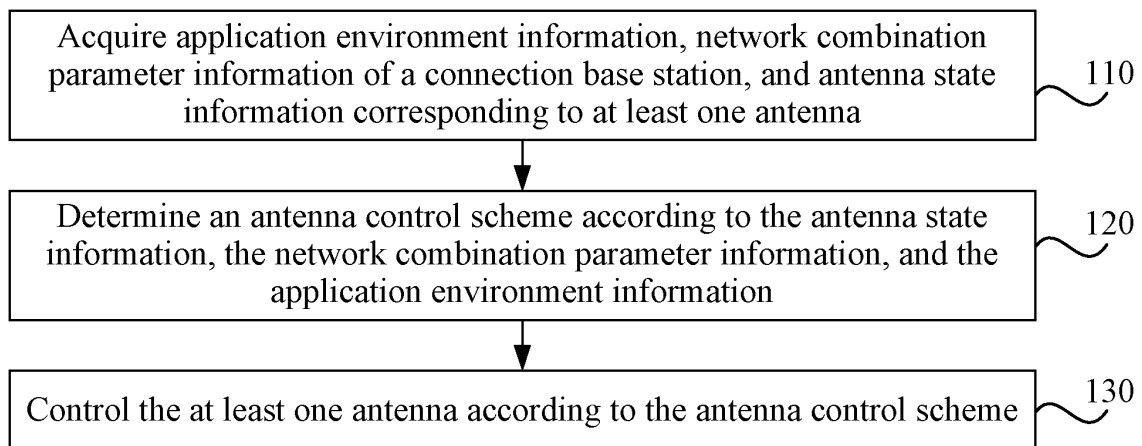 Acquire application environment information, network combination
parameter information of a connection base station, and antenna state
information corresponding to at least one antenna
110
Determine an antenna control scheme according to the antenna state
information, the network combination parameter information, and the
application environment information
120
Control the at least one antenna according to the antenna control scheme
130